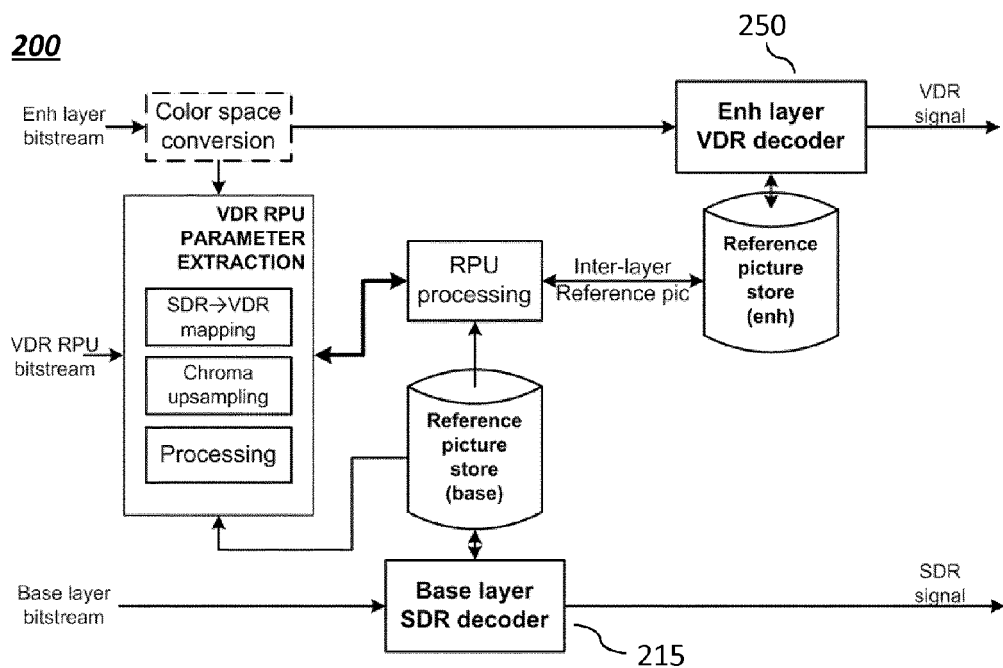 200
250
Enh layer
bitstream
Color space
conversion
Enh layer
VDR decoder
VDR
signal
VDR RPU
PARAMETER
EXTRACTION
SDR→VDR
mapping
Chroma
upsampling
Processing
VDR RPU
bitstream
RPU
processing
Inter-layer
Reference pic
Reference
picture
store
(enh)
Reference
picture
store
(base)
Base layer
bitstream
Base layer
SDR decoder
SDR
signal
215